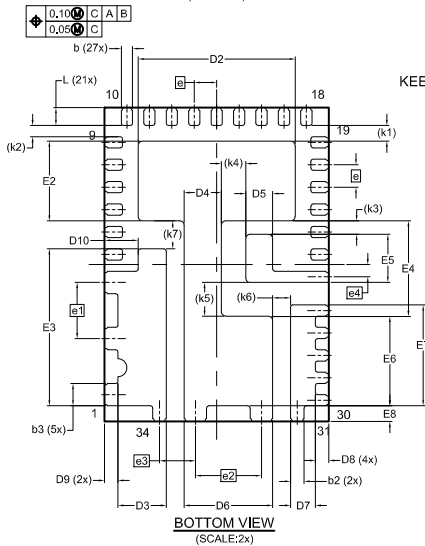 0.10 Ⓜ C A B
0.05 Ⓜ C
b (27x)
D2
L (21x)
e
10
18
KEE
(k2)
9
19
(k1)
(k4)
e
E2
D4
D5
(k3)
D10
(k7)
E5
E4
e4
e1
(k5)
(k6)
E3
E6
1
E8
30
b3 (5x)
34
31
e3
D8 (4x)
e2
D9 (2x)
b2 (2x)
D3
D6
D7
BOTTOM VIEW
(SCALE:2x)